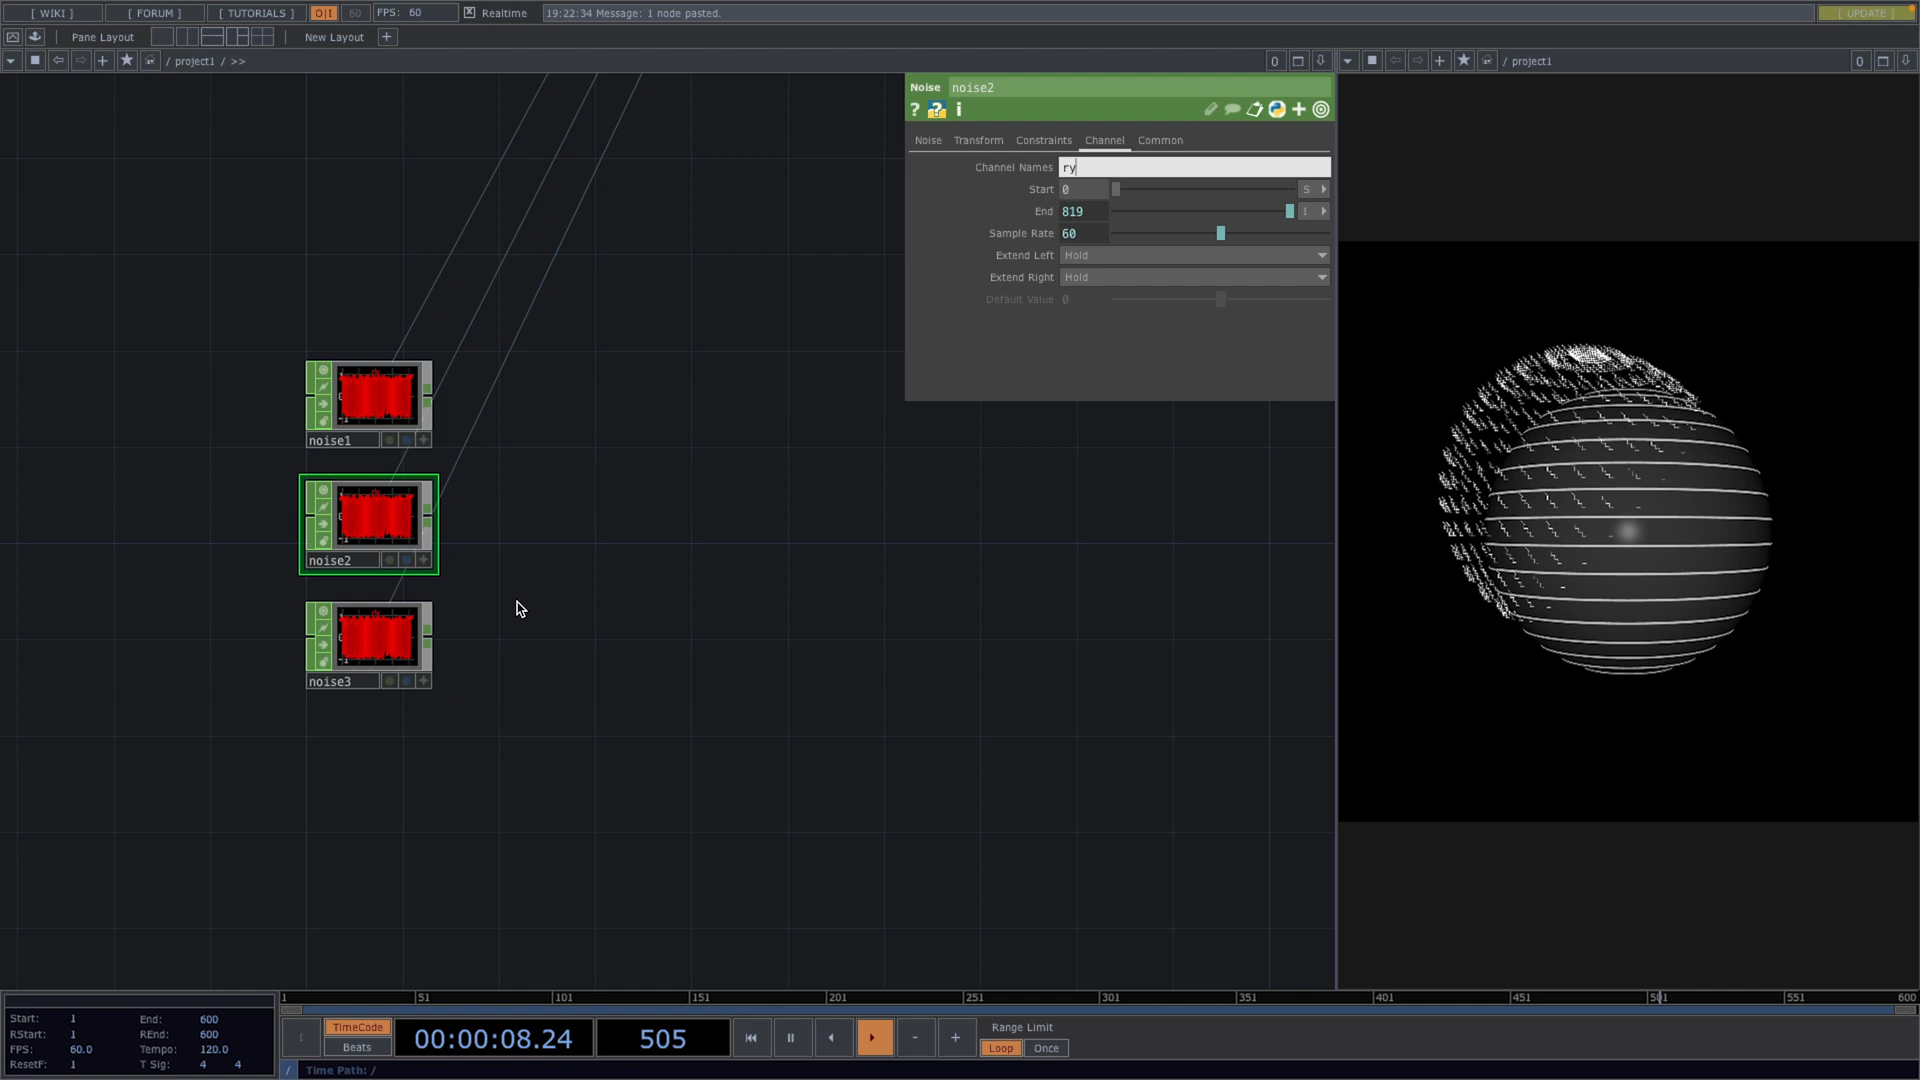 [ WIKI ] [ FORUM ] [ TUTORIALS ] O|I 60 FPS: 60 Realtime 19:22:34 Message: 1 node pasted. [ UPDATE ]
Pane Layout New Layout +
/ project1 / >> 0 / project1 0
Noise noise2
? ? i
Noise Transform Constraints Channel Common
Channel Names ry
Start 0 S
End 819 I
Sample Rate 60
Extend Left Hold
Extend Right Hold
Default Value 0
noise1
noise2
noise3
1 51 101 151 201 251 301 351 401 451 501 551 600
Start: 1 End: 600
RStart: 1 REnd: 600
FPS: 60.0 Tempo: 120.0
ResetF: 1 T Sig: 4 4
TimeCode
Beats
00:00:08.24 505
Range Limit
Loop Once
/ Time Path: /